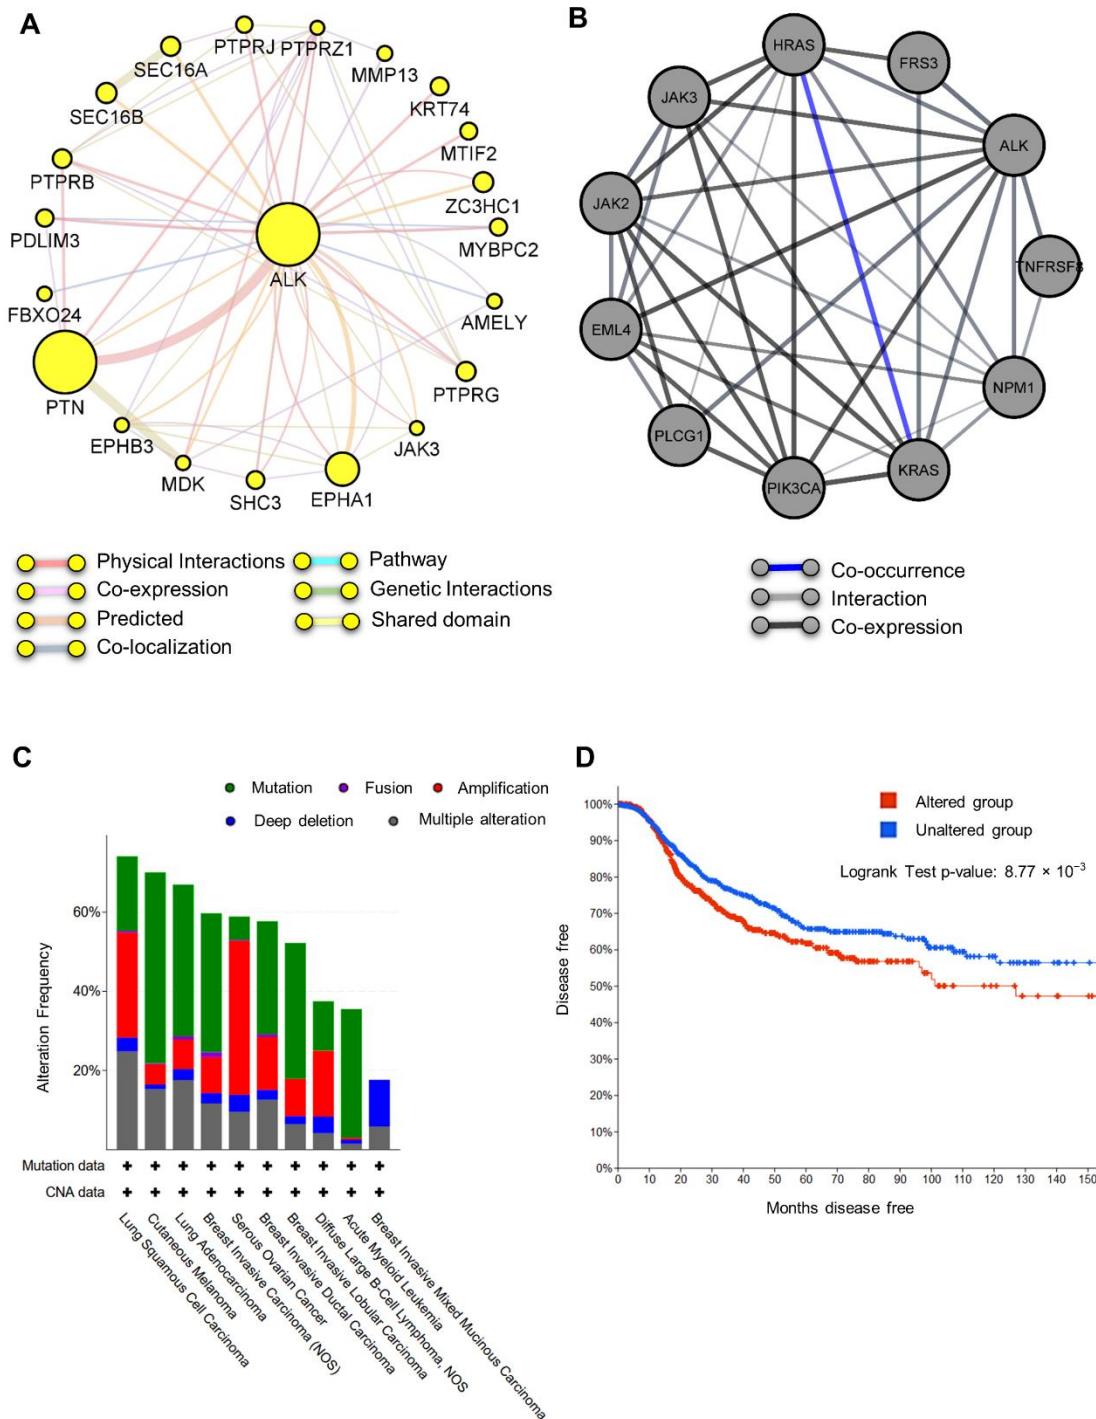 A
PTPRJ
PTPRZ1
SEC16A
MMP13
SEC16B
KRT74
MTIF2
PTPRB
ZC3HC1
PDLIM3
MYBPC2
ALK
FBXO24
AMELY
PTN
PTPRG
EPHB3
JAK3
MDK
SHC3
EPHA1
Physical Interactions
Co-expression
Predicted
Co-localization
Pathway
Genetic Interactions
Shared domain
B
HRAS
FRS3
JAK3
ALK
JAK2
TNFRSF8
EML4
NPM1
PLCG1
KRAS
PIK3CA
Co-occurrence
Interaction
Co-expression
C
Mutation Fusion Amplification
Deep deletion Multiple alteration
Alteration Frequency
60%
40%
20%
Mutation data + + + + + + + + + +
CNA data + + + + + + + + + +
Lung Squamous Cell Carcinoma
Cutaneous Melanoma
Lung Adenocarcinoma
Breast Invasive Carcinoma (NOS)
Serous Ovarian Cancer
Breast Invasive Ductal Carcinoma
Breast Invasive Lobular Carcinoma
Diffuse Large B-Cell Lymphoma, NOS
Acute Myeloid Leukemia
Breast Invasive Mixed Mucinous Carcinoma
D
Altered group
Unaltered group
Logrank Test p-value: 8.77 × 10⁻³
Disease free
100%
90%
80%
70%
60%
50%
40%
30%
20%
10%
0%
0 10 20 30 40 50 60 70 80 90 100 110 120 130 140 150
Months disease free